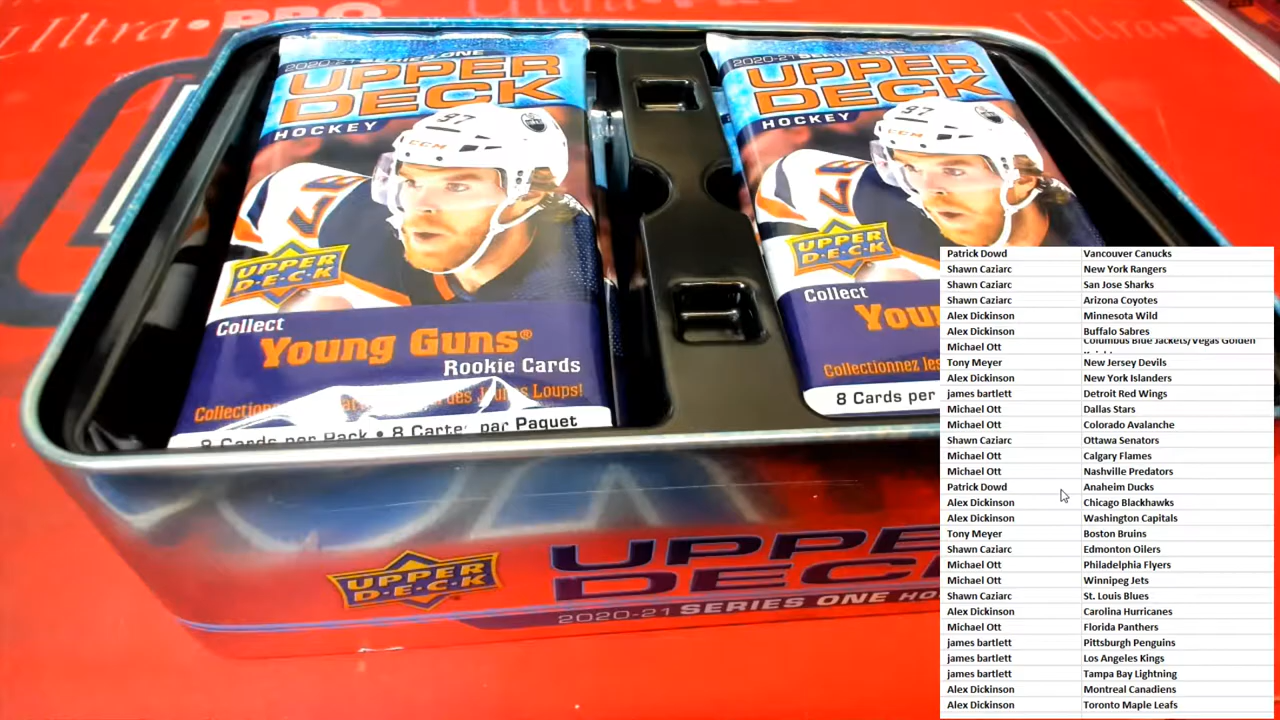 Ultra • PRO
2020-21 SERIES ONE
UPPER
DECK
HOCKEY
97
CCM
UPPER
D·E·C·K
Collect
Young Guns®
Rookie Cards
des Jeunes Loups!
8 Cards per Pack • 8 Cartes par Paquet
2020-21 SERIES ONE
UPPER
DECK
HOCKEY
97
CCM
UPPER
D·E·C·K
Collect
Collectionnez les
8 Cards per
UPPER
D·E·C·K
DECK
2020-21 SERIES ONE
Patrick Dowd Vancouver Canucks
Shawn Caziarc New York Rangers
Shawn Caziarc San Jose Sharks
Shawn Caziarc Arizona Coyotes
Alex Dickinson Minnesota Wild
Alex Dickinson Buffalo Sabres
Michael Ott Columbus Blue Jackets/Vegas Golden
Tony Meyer New Jersey Devils
Alex Dickinson New York Islanders
james bartlett Detroit Red Wings
Michael Ott Dallas Stars
Michael Ott Colorado Avalanche
Shawn Caziarc Ottawa Senators
Michael Ott Calgary Flames
Michael Ott Nashville Predators
Patrick Dowd Anaheim Ducks
Alex Dickinson Chicago Blackhawks
Alex Dickinson Washington Capitals
Tony Meyer Boston Bruins
Shawn Caziarc Edmonton Oilers
Michael Ott Philadelphia Flyers
Michael Ott Winnipeg Jets
Shawn Caziarc St. Louis Blues
Alex Dickinson Carolina Hurricanes
Michael Ott Florida Panthers
james bartlett Pittsburgh Penguins
james bartlett Los Angeles Kings
james bartlett Tampa Bay Lightning
Alex Dickinson Montreal Canadiens
Alex Dickinson Toronto Maple Leafs